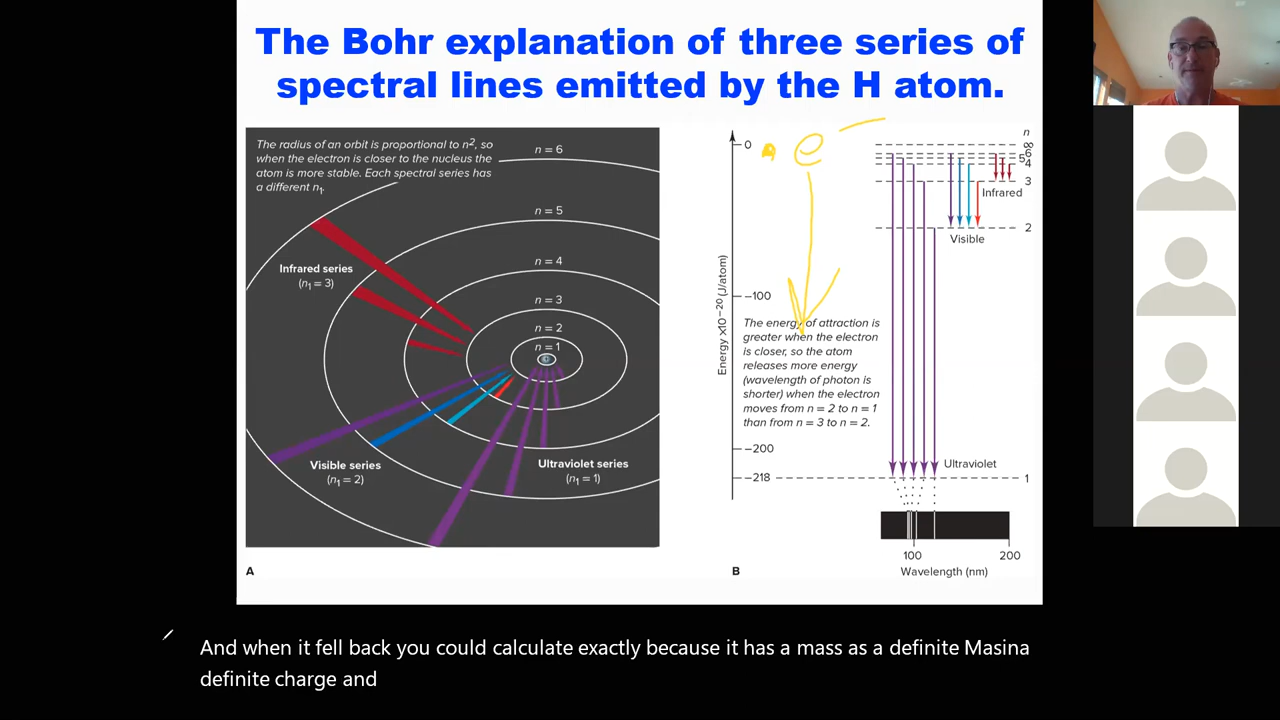 The Bohr explanation of three series of
spectral lines emitted by the H atom.
The radius of an orbit is proportional to n², so
when the electron is closer to the nucleus the
atom is more stable. Each spectral series has
a different n₁.
n = 6
n = 5
n = 4
n = 3
n = 2
n = 1
Infrared series
(n₁ = 3)
Visible series
(n₁ = 2)
Ultraviolet series
(n₁ = 1)
A
e
Energy ×10⁻²⁰ (J/atom)
0
−100
−200
−218
The energy of attraction is
greater when the electron
is closer, so the atom
releases more energy
(wavelength of photon is
shorter) when the electron
moves from n = 2 to n = 1
than from n = 3 to n = 2.
n
∞
6
5
4
3
2
1
Infrared
Visible
Ultraviolet
100
200
Wavelength (nm)
B
And when it fell back you could calculate exactly because it has a mass as a definite Masina
definite charge and